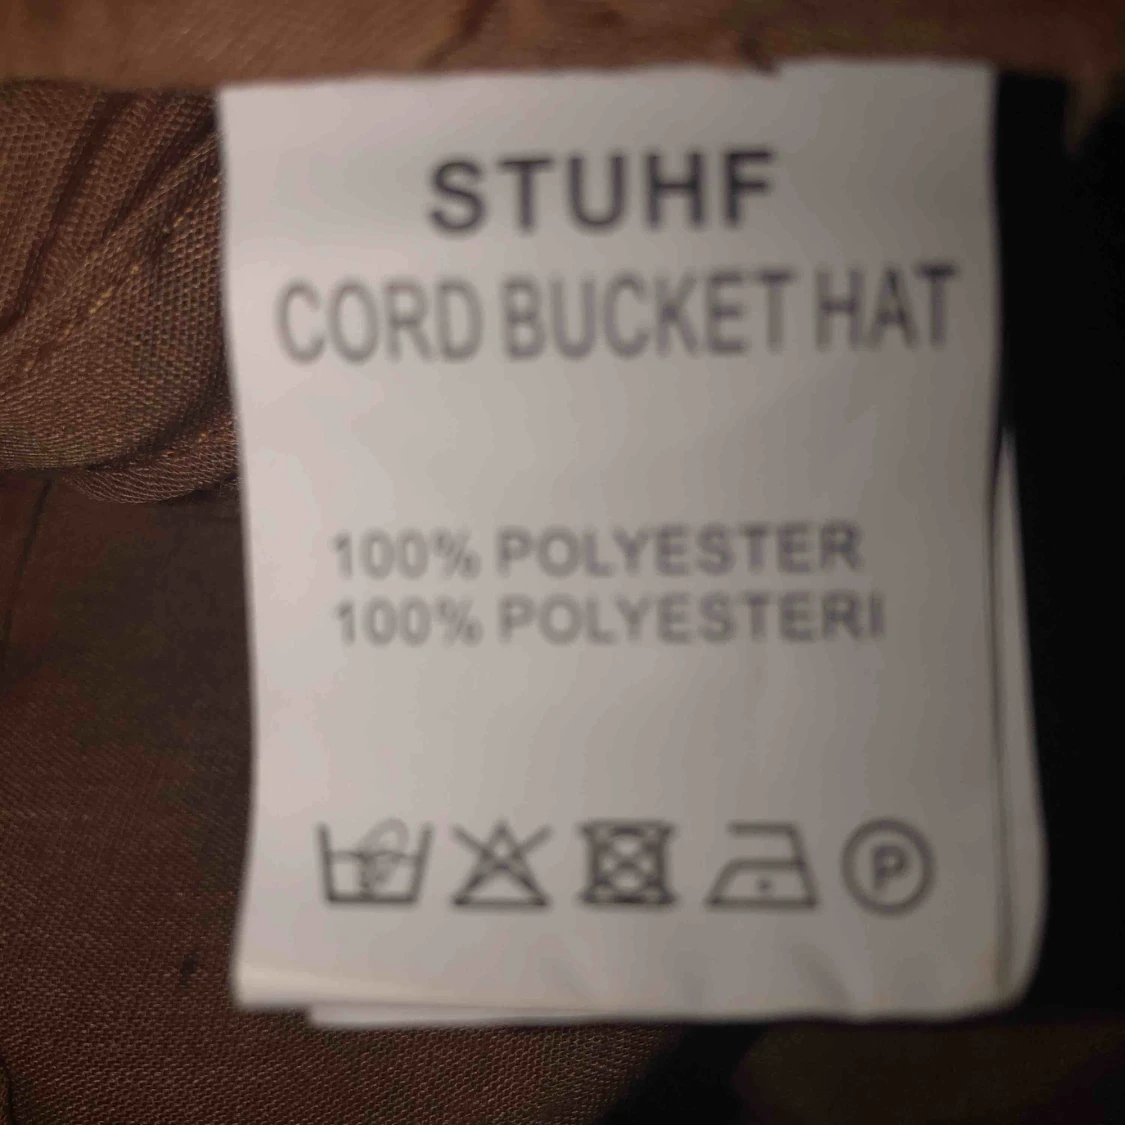 STUHF
CORD BUCKET HAT
100% POLYESTER
100% POLYESTERI
P